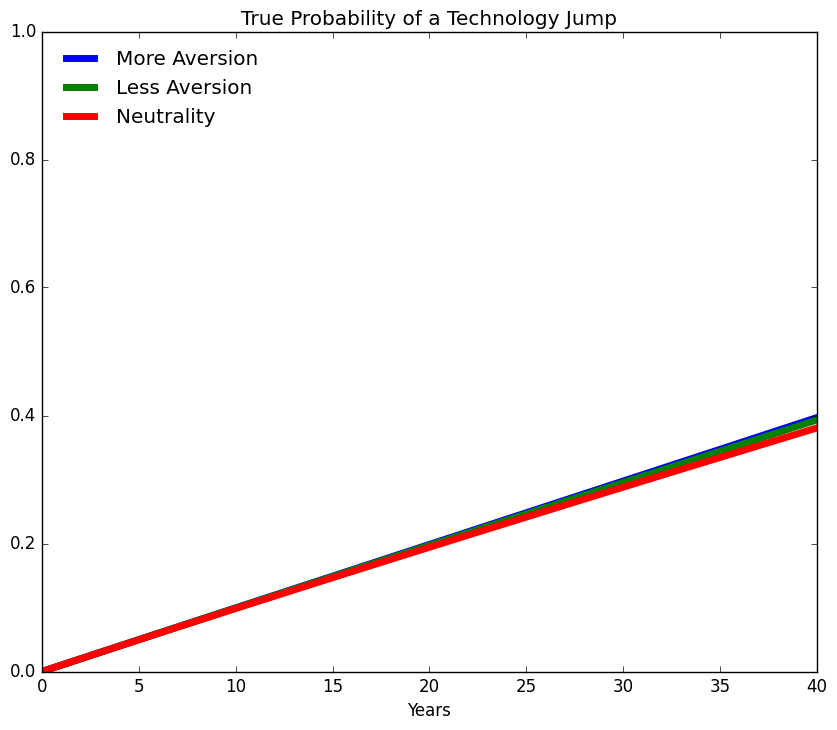 True Probability of a Technology Jump
1.0
More Aversion
Less Aversion
Neutrality
0.8
0.6
0.4
0.2
0.0
0 5 10 15 20 25 30 35 40
Years